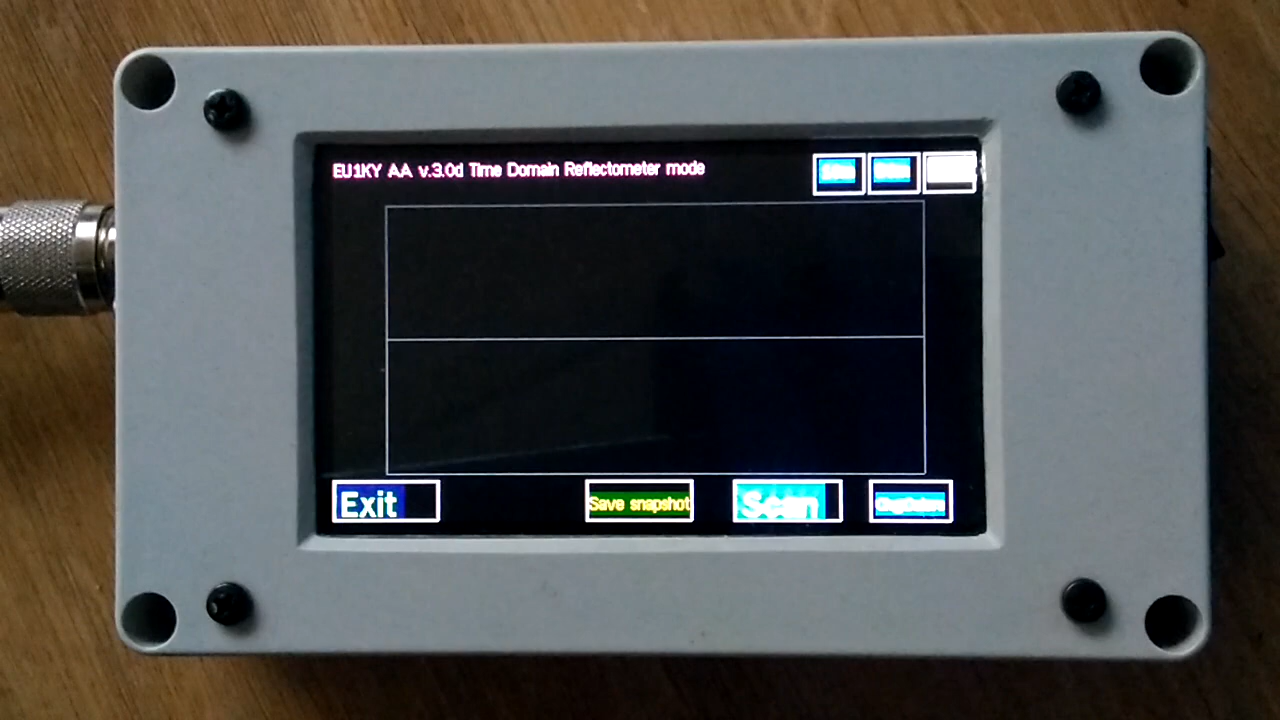 EU1KY AA v.3.0d Time Domain Reflectometer mode
Exit
Save snapshot
Scan